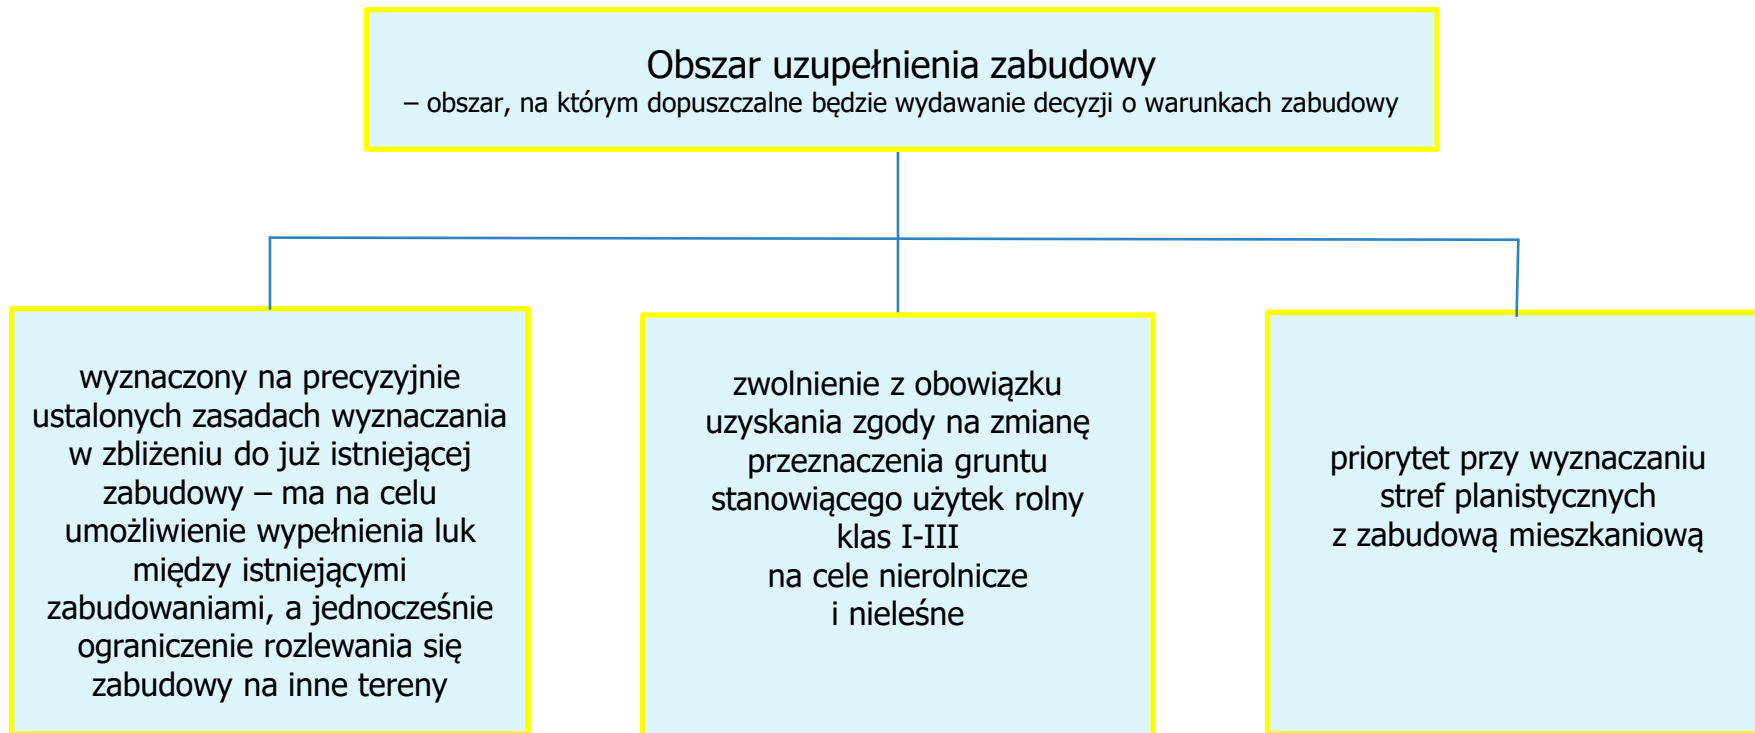 Obszar uzupełnienia zabudowy
– obszar, na którym dopuszczalne będzie wydawanie decyzji o warunkach zabudowy
wyznaczony na precyzyjnie
ustalonych zasadach wyznaczania
w zbliżeniu do już istniejącej
zabudowy – ma na celu
umożliwienie wypełnienia luk
między istniejącymi
zabudowaniami, a jednocześnie
ograniczenie rozlewania się
zabudowy na inne tereny
zwolnienie z obowiązku
uzyskania zgody na zmianę
przeznaczenia gruntu
stanowiącego użytek rolny
klas I-III
na cele nierolnicze
i nieleśne
priorytet przy wyznaczaniu
stref planistycznych
z zabudową mieszkaniową